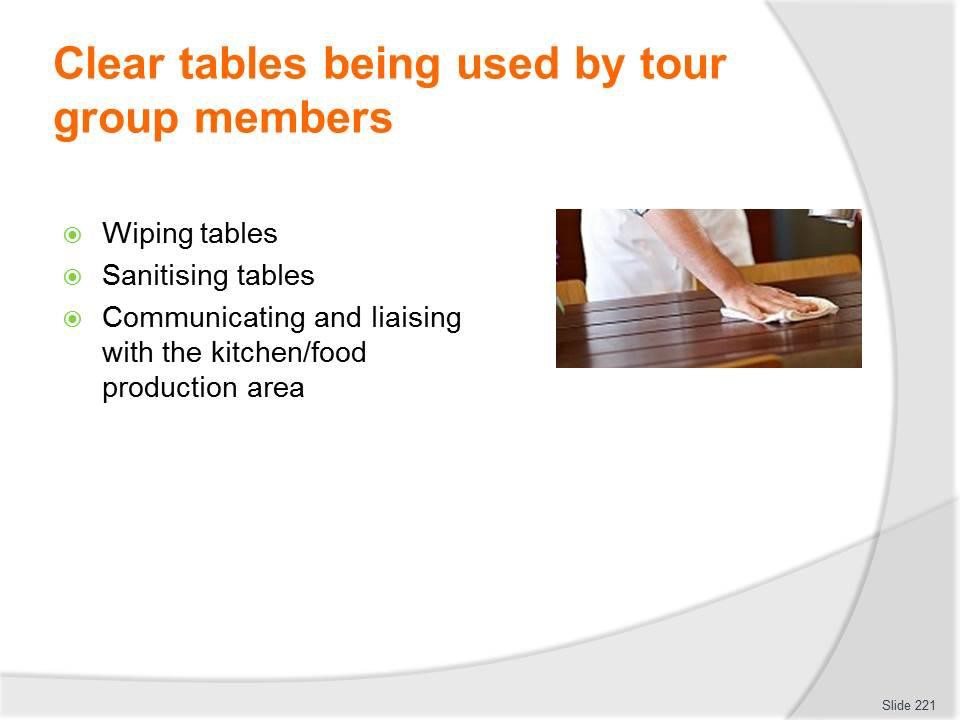 Clear tables being used by tour
group members
Wiping tables
Sanitising tables
Communicating and liaising
with the kitchen/food
production area
Slide 221